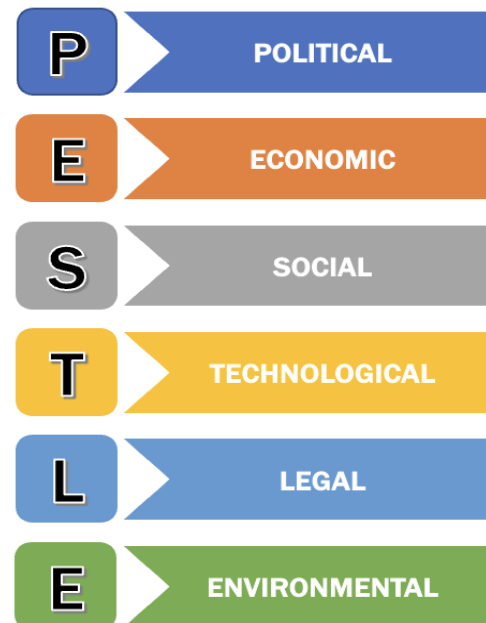 P POLITICAL
E ECONOMIC
S SOCIAL
T TECHNOLOGICAL
L LEGAL
E ENVIRONMENTAL